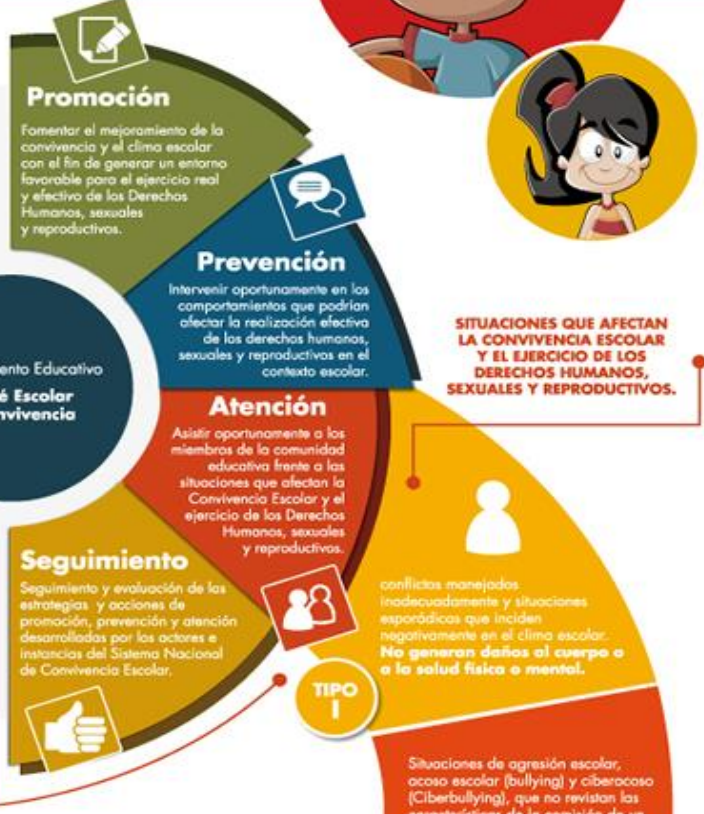 Promoción
Fomentar el mejoramiento de la
convivencia y el clima escolar
con el fin de generar un entorno
favorable para el ejercicio real
y efectivo de los Derechos
Humanos, sexuales
y reproductivos.
Prevención
Intervenir oportunamente en los
comportamientos que podrían
afectar la realización efectiva
de los derechos humanos,
sexuales y reproductivos en el
contexto escolar.
SITUACIONES QUE AFECTAN
LA CONVIVENCIA ESCOLAR
Y EL EJERCICIO DE LOS
DERECHOS HUMANOS,
SEXUALES Y REPRODUCTIVOS.
ento Educativo
é Escolar
nvivencia
Atención
Asistir oportunamente a los
miembros de la comunidad
educativa frente a las
situaciones que afectan la
Convivencia Escolar y el
ejercicio de los Derechos
Humanos, sexuales
y reproductivos.
Seguimiento
Seguimiento y evaluación de las
estrategias y acciones de
promoción, prevención y atención
desarrolladas por los actores e
instancias del Sistema Nacional
de Convivencia Escolar.
conflictos manejados
inadecuadamente y situaciones
esporádicas que inciden
negativamente en el clima escolar.
No generan daños al cuerpo o
a la salud física o mental.
TIPO
I
Situaciones de agresión escolar,
acoso escolar (bullying) y ciberacoso
(Ciberbullying), que no revistan las
características de la comisión de un